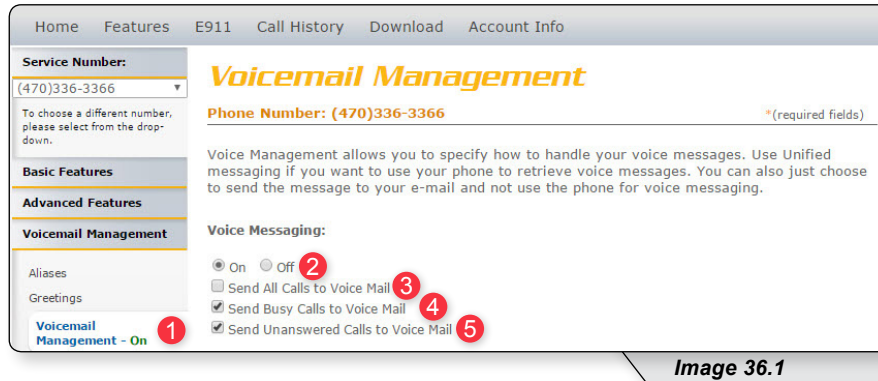 Home Features E911 Call History Download Account Info
Service Number:
(470)336-3366
To choose a different number,
please select from the drop-
down.
Basic Features
Advanced Features
Voicemail Management
Aliases
Greetings
Voicemail
Management - On 1
Voicemail Management
Phone Number: (470)336-3366 *(required fields)
Voice Management allows you to specify how to handle your voice messages. Use Unified
messaging if you want to use your phone to retrieve voice messages. You can also just choose
to send the message to your e-mail and not use the phone for voice messaging.
Voice Messaging:
On Off 2
Send All Calls to Voice Mail 3
Send Busy Calls to Voice Mail 4
Send Unanswered Calls to Voice Mail 5
Image 36.1